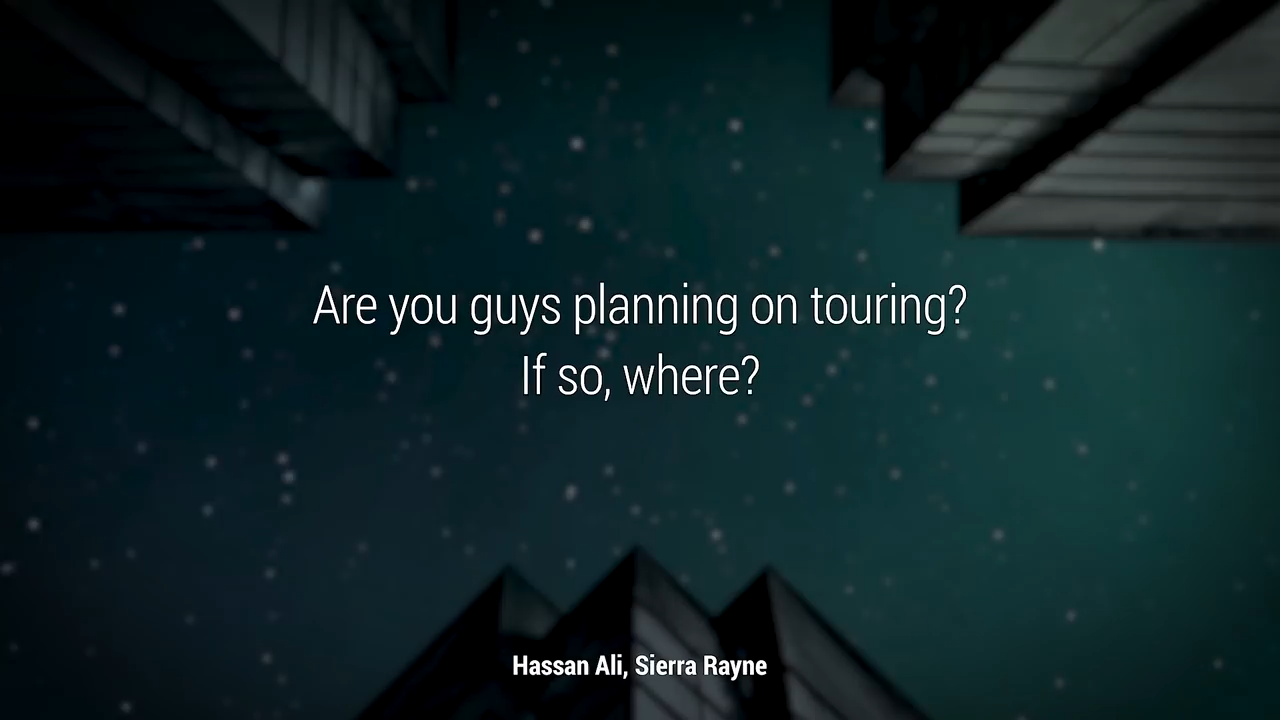 Are you guys planning on touring?
If so, where?
Hassan Ali, Sierra Rayne